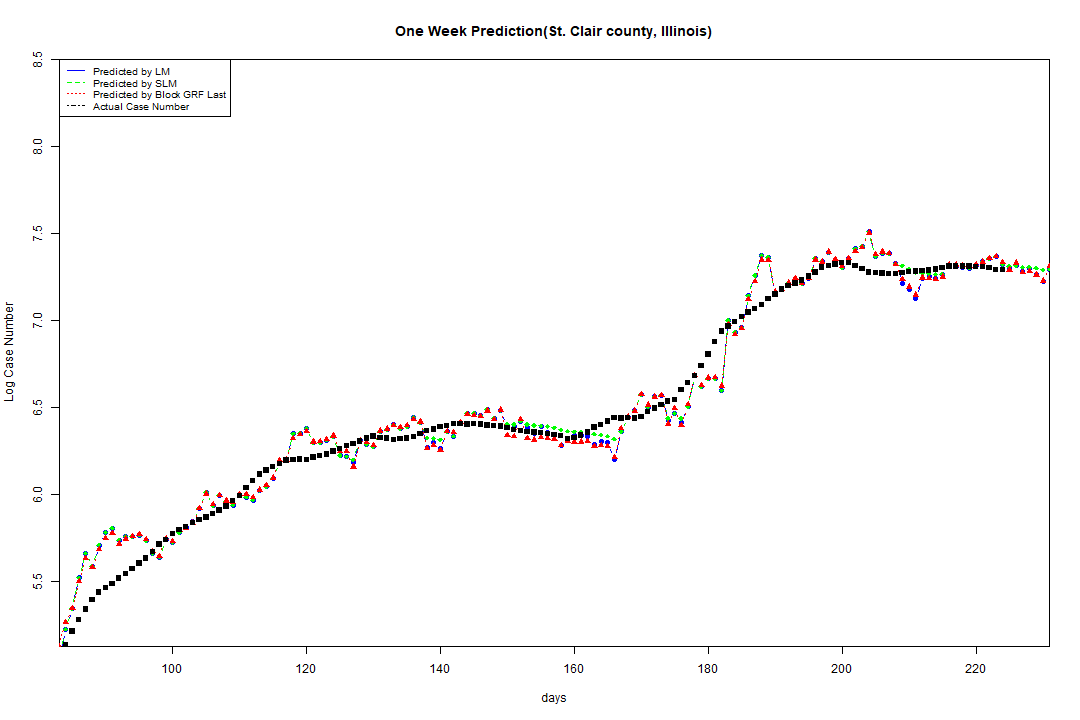 One Week Prediction(St. Clair county, Illinois)
Predicted by LM
Predicted by SLM
Predicted by Block GRF Last
Actual Case Number
8.5
8.0
7.5
7.0
6.5
6.0
5.5
Log Case Number
100 120 140 160 180 200 220
days